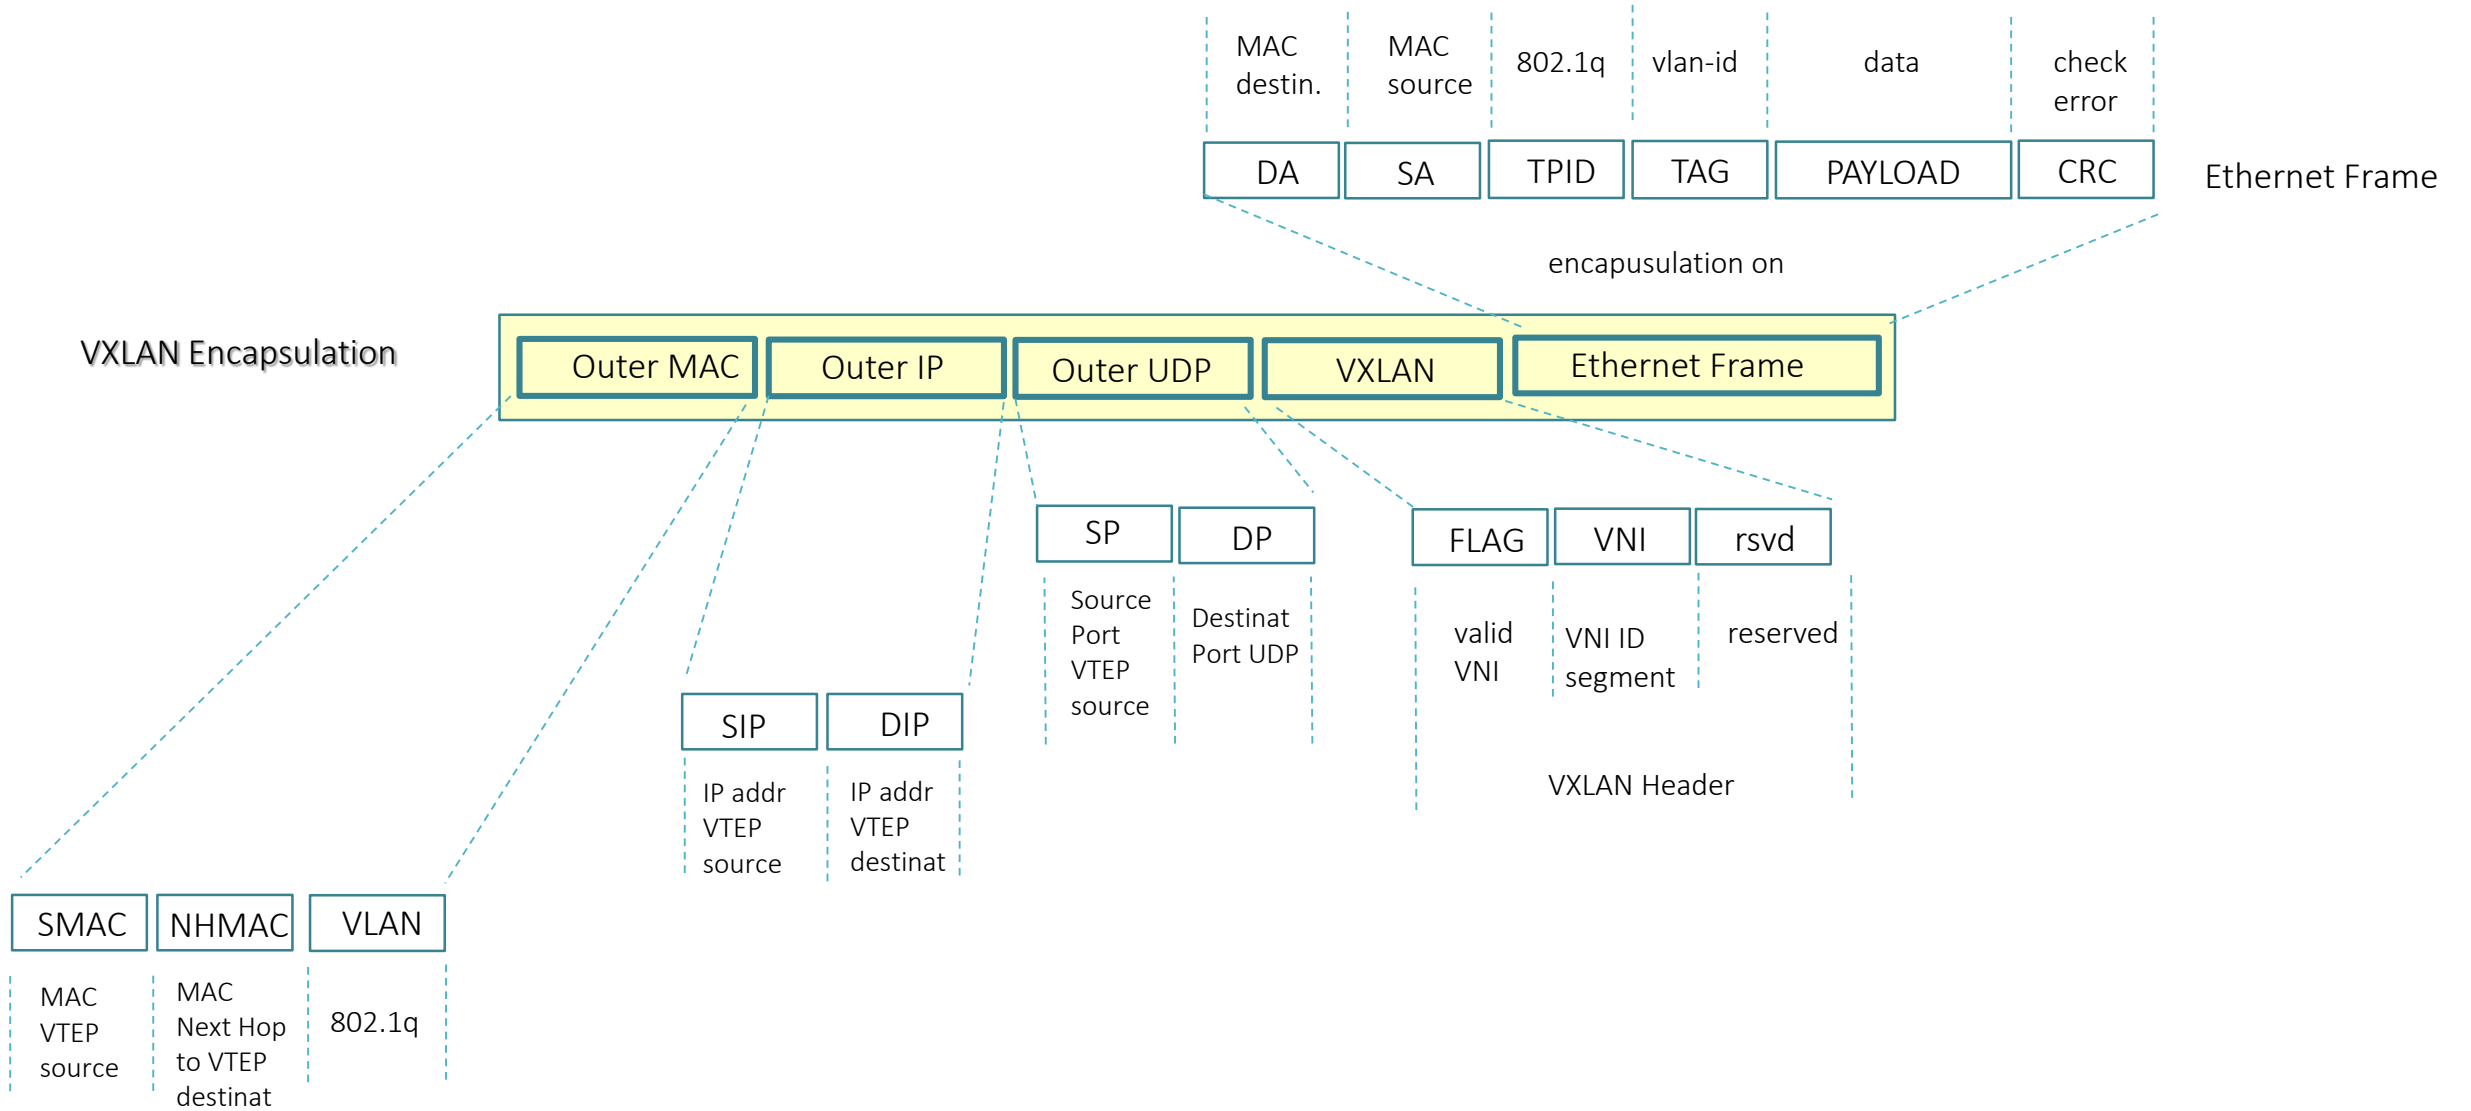 MAC
destin.
MAC
source
802.1q
vlan-id
data
check
error
DA
SA
TPID
TAG
PAYLOAD
CRC
Ethernet Frame
encapusulation on
VXLAN Encapsulation
Outer MAC
Outer IP
Outer UDP
VXLAN
Ethernet Frame
SP
DP
FLAG
VNI
rsvd
Source
Port
VTEP
source
Destinat
Port UDP
valid
VNI
VNI ID
segment
reserved
VXLAN Header
SIP
DIP
IP addr
VTEP
source
IP addr
VTEP
destinat
SMAC
NHMAC
VLAN
MAC
VTEP
source
MAC
Next Hop
to VTEP
destinat
802.1q